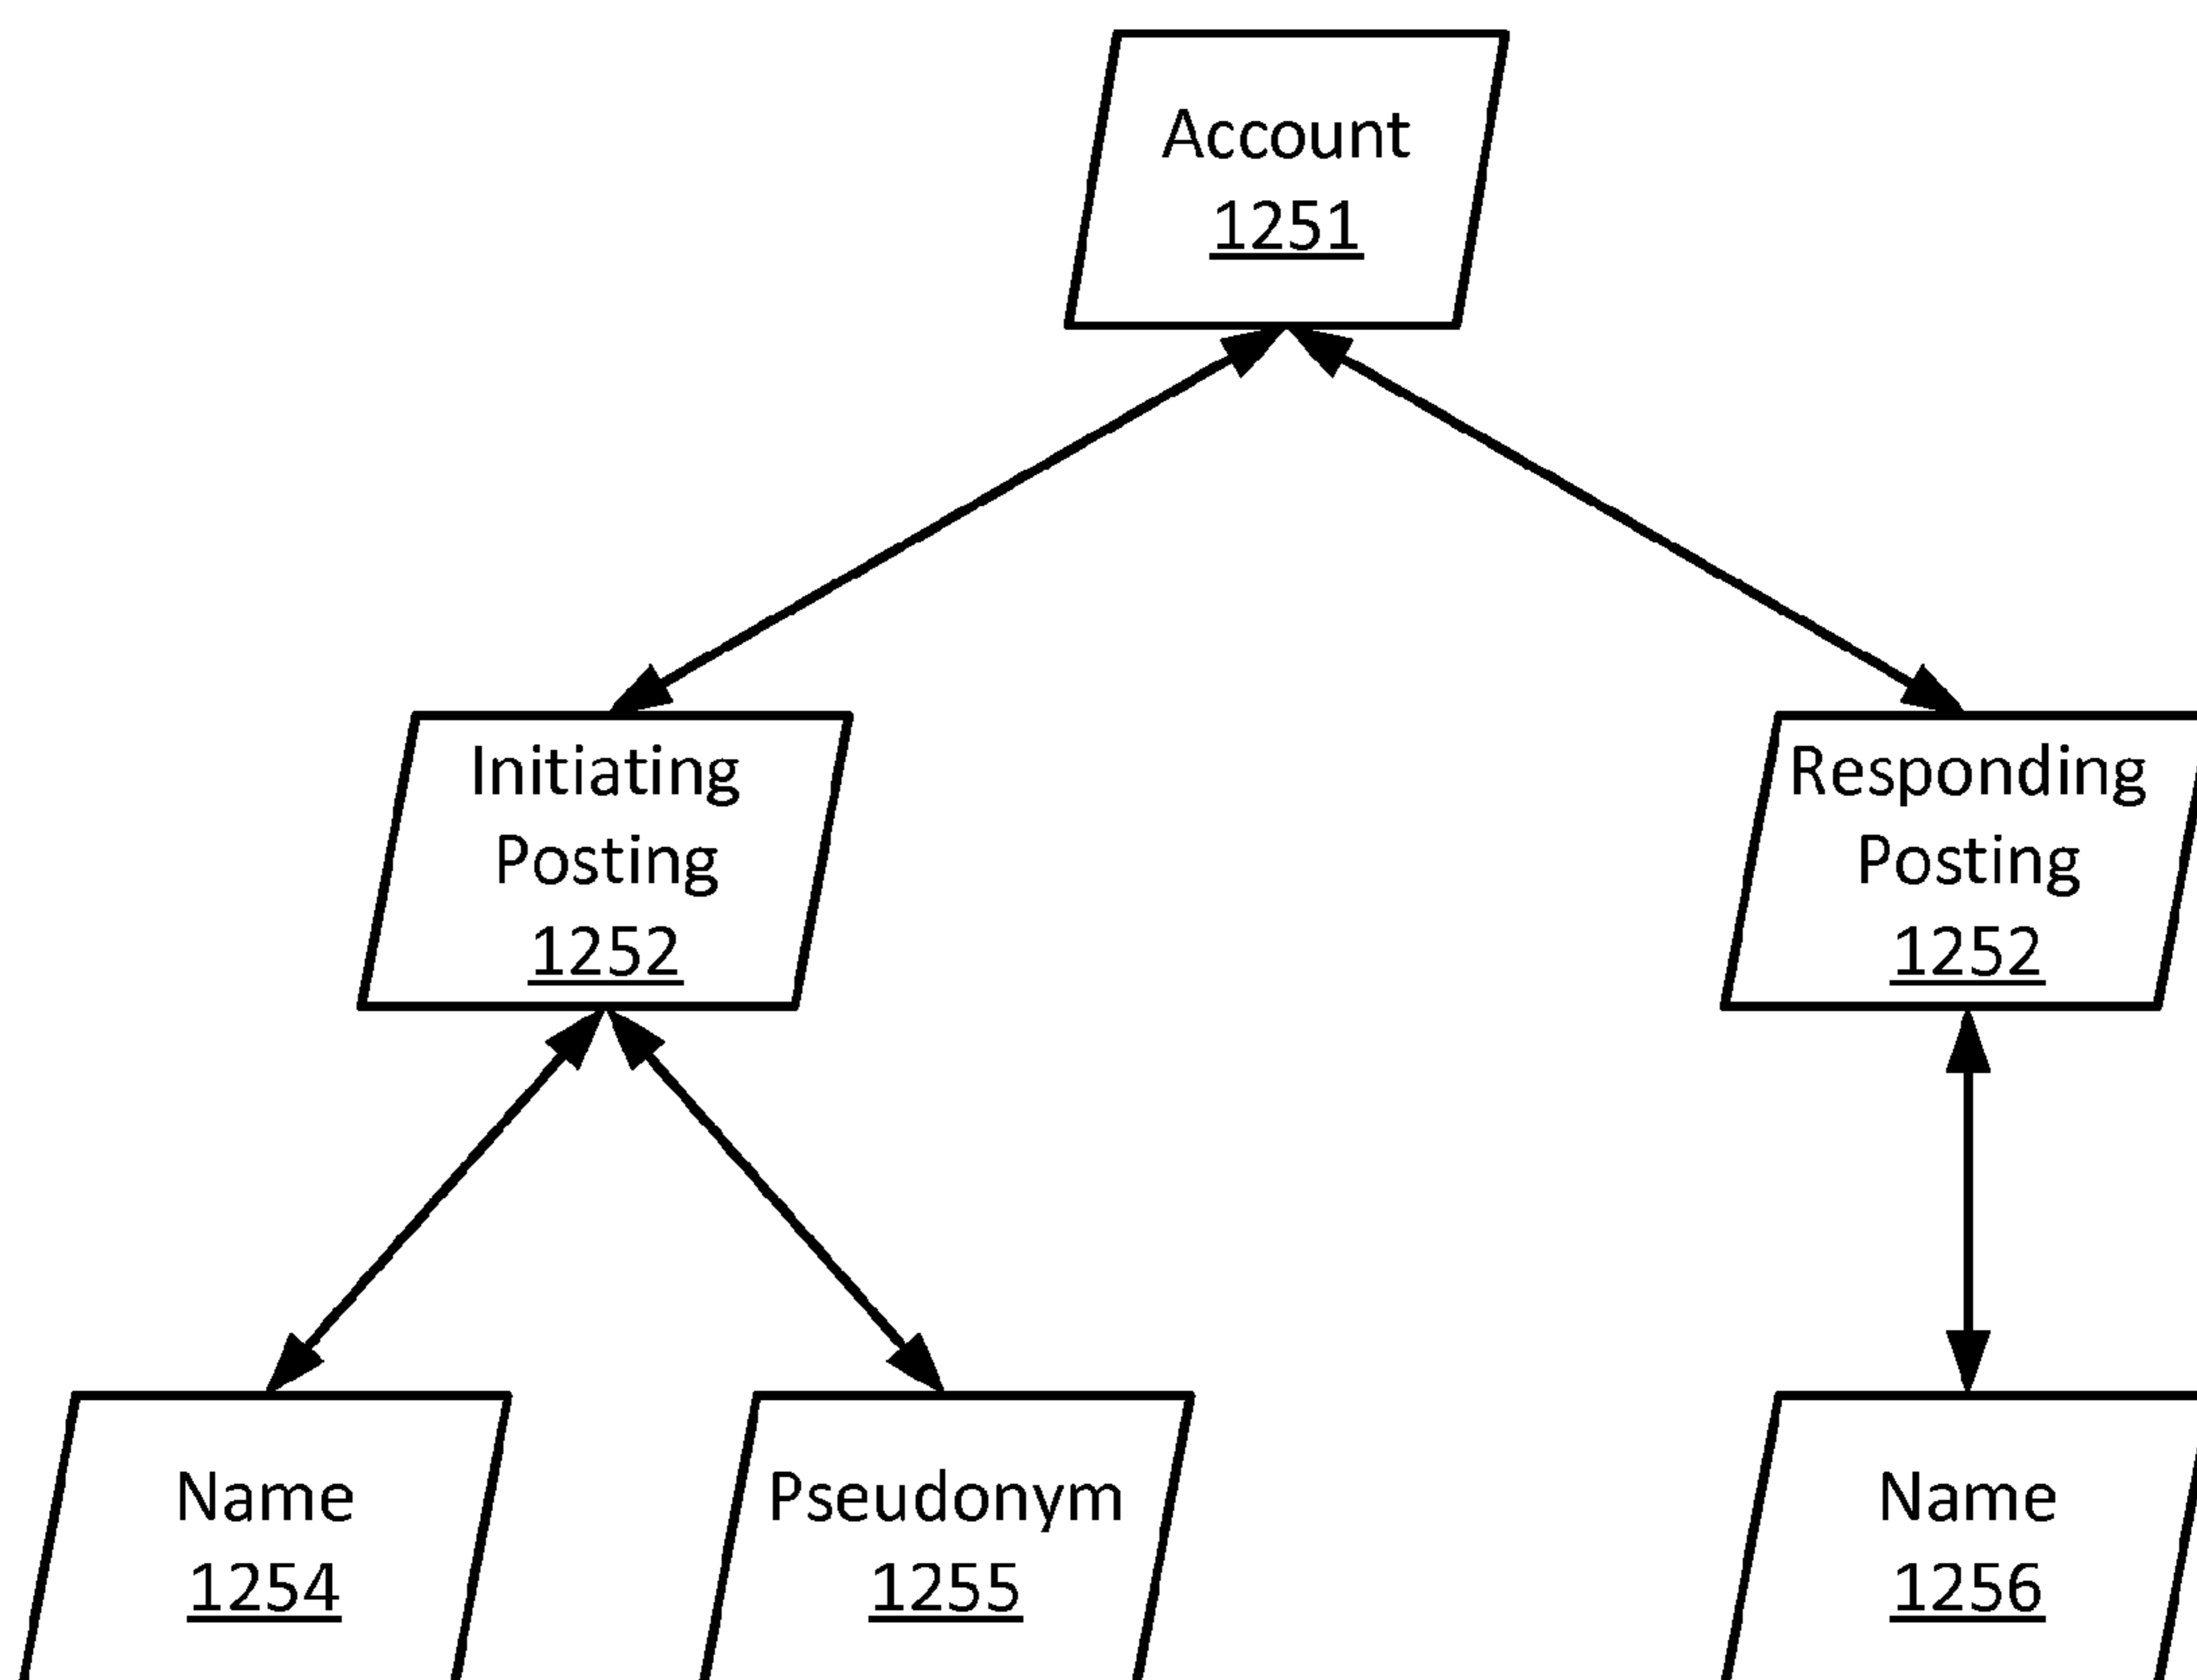 Account
1251
Initiating
Posting
1252
Responding
Posting
1252
Name
1254
Pseudonym
1255
Name
1256